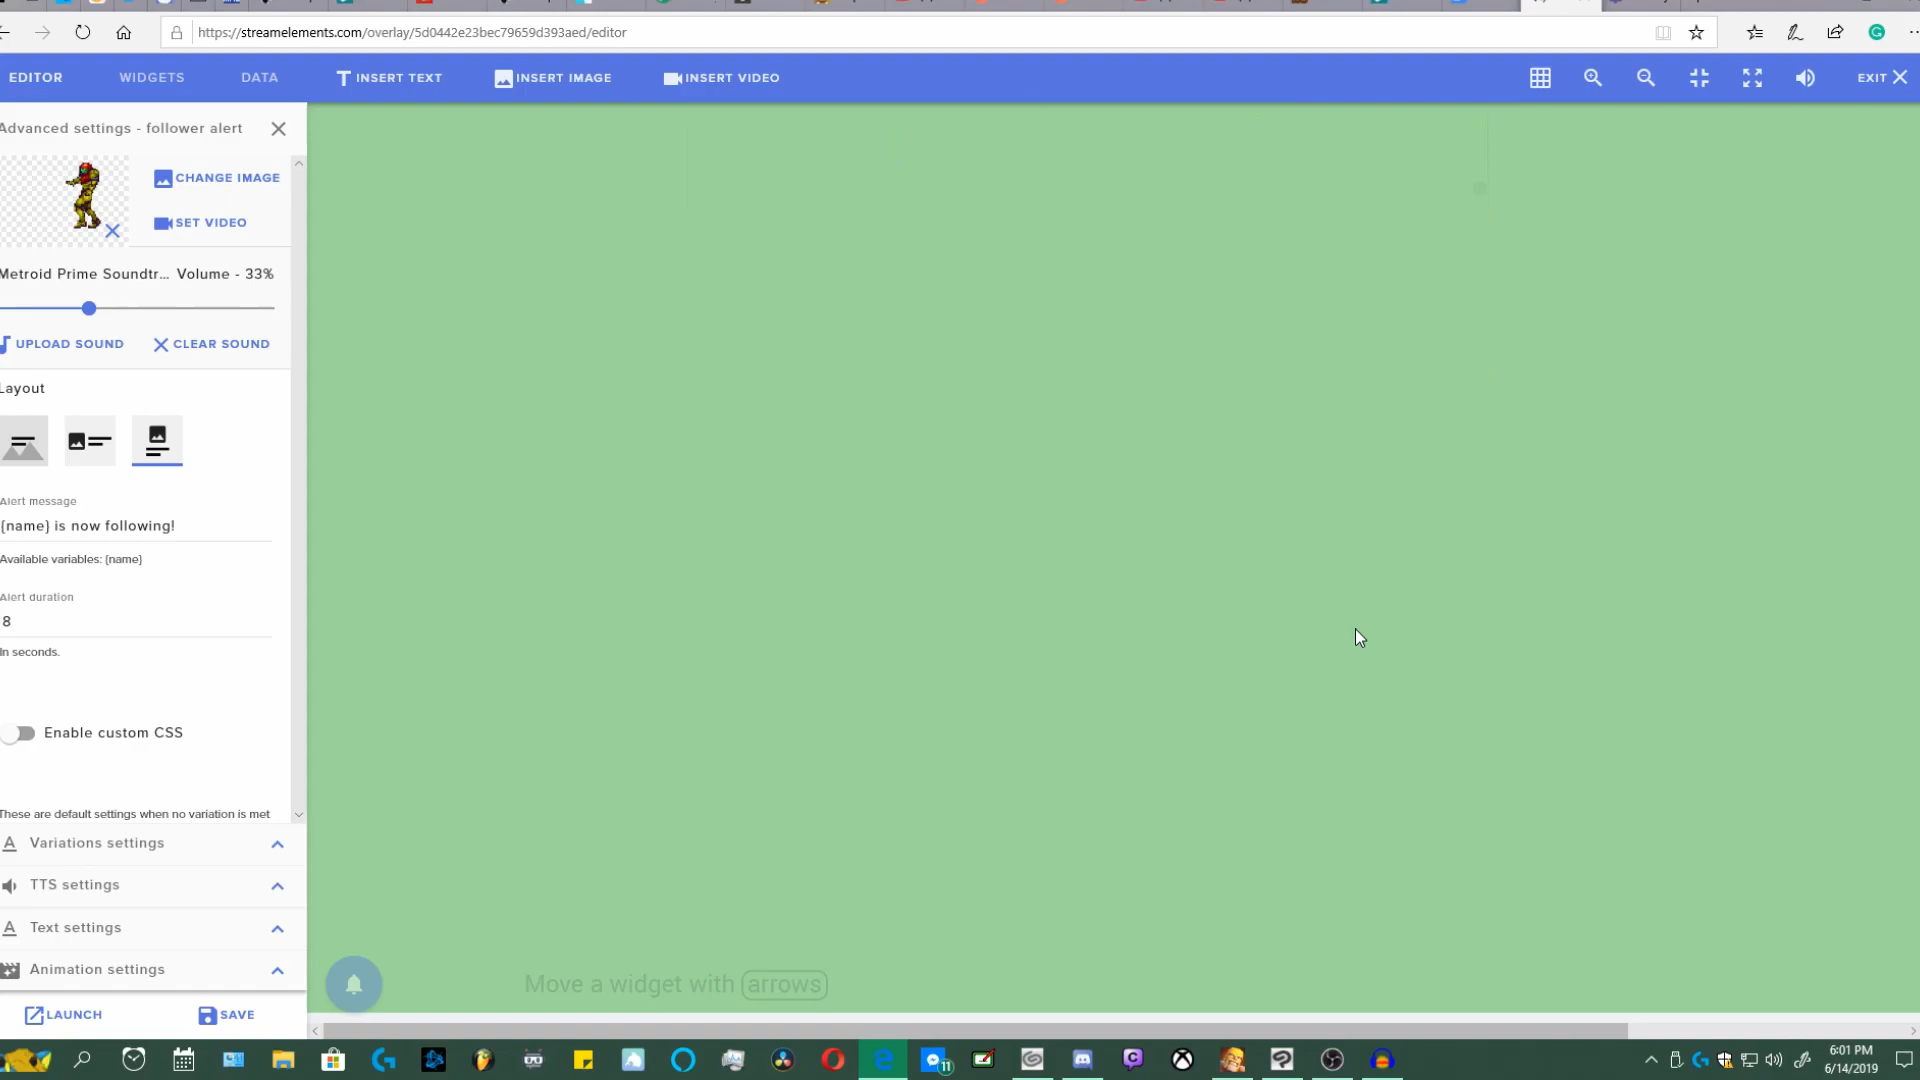 https://streamelements.com/overlay/5d0442e23bec79659d393aed/editor
EDITOR WIDGETS DATA INSERT TEXT INSERT IMAGE INSERT VIDEO EXIT
Advanced settings - follower alert
CHANGE IMAGE
SET VIDEO
Metroid Prime Soundtr... Volume - 33%
UPLOAD SOUND CLEAR SOUND
Layout
Alert message
{name} is now following!
Available variables: {name}
Alert duration
8
In seconds.
Enable custom CSS
These are default settings when no variation is met
Variations settings
TTS settings
Text settings
Animation settings
Move a widget with arrows
LAUNCH SAVE
11
6:01 PM
6/14/2019